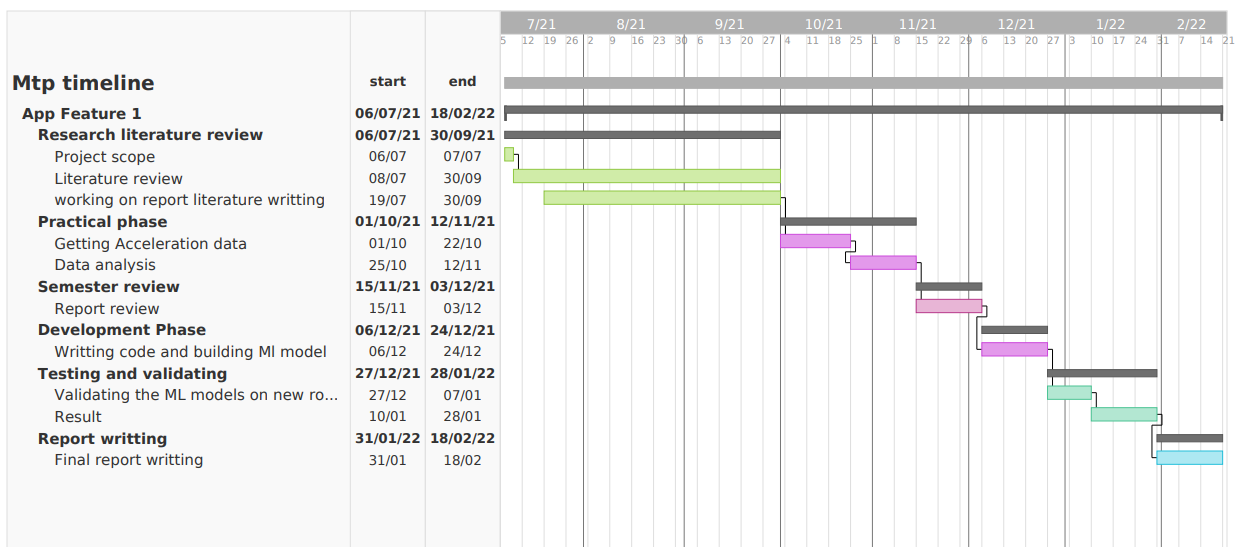 7/21 8/21 9/21 10/21 11/21 12/21 1/22 2/22
5 12 19 26 2 9 16 23 30 6 13 20 27 4 11 18 25 1 8 15 22 29 6 13 20 27 3 10 17 24 31 7 14 21
Mtp timeline start end
App Feature 1 06/07/21 18/02/22
Research literature review 06/07/21 30/09/21
Project scope 06/07 07/07
Literature review 08/07 30/09
working on report literature writting 19/07 30/09
Practical phase 01/10/21 12/11/21
Getting Acceleration data 01/10 22/10
Data analysis 25/10 12/11
Semester review 15/11/21 03/12/21
Report review 15/11 03/12
Development Phase 06/12/21 24/12/21
Writting code and building Ml model 06/12 24/12
Testing and validating 27/12/21 28/01/22
Validating the ML models on new ro... 27/12 07/01
Result 10/01 28/01
Report writting 31/01/22 18/02/22
Final report writting 31/01 18/02